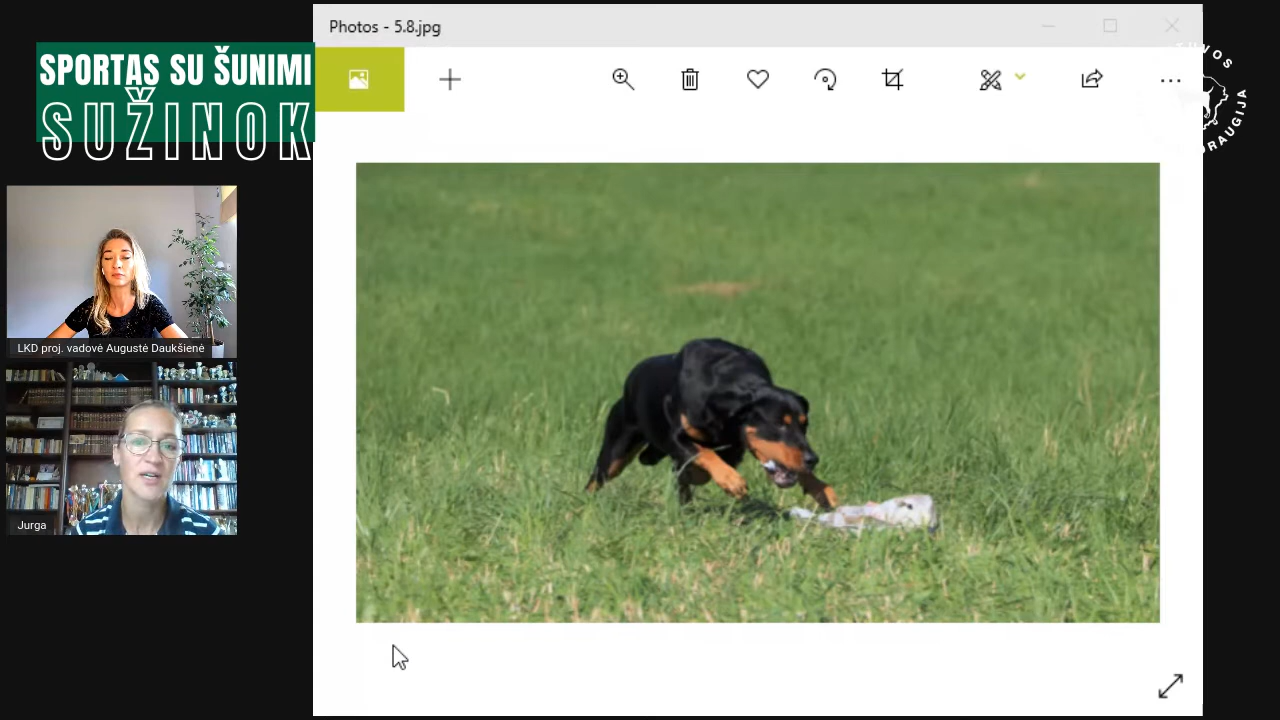 Photos - 5.8.jpg
SPORTAS SU ŠUNIMI
SUŽINOK
LKD proj. vadovė Augustė Daukšienė
Jurga